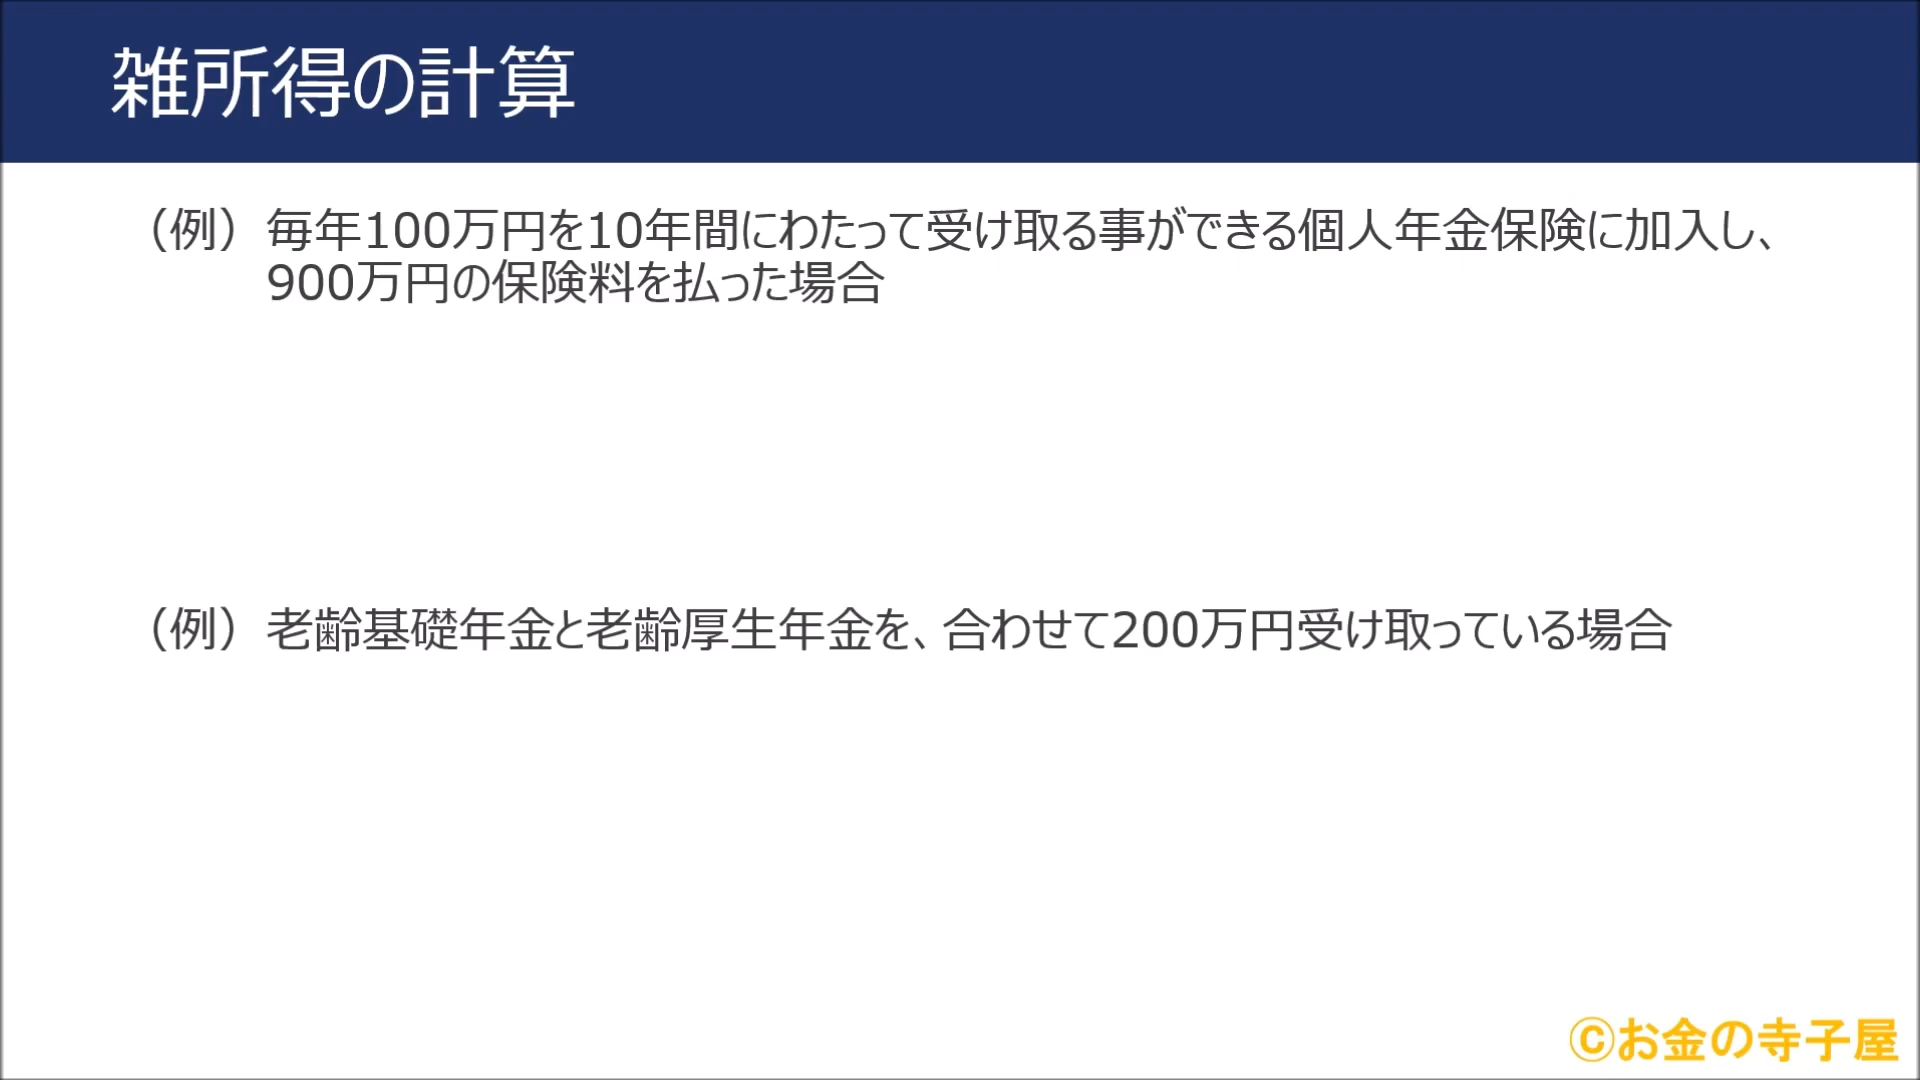 雑所得の計算
（例）毎年100万円を10年間にわたって受け取る事ができる個人年金保険に加入し、
900万円の保険料を払った場合
（例）老齢基礎年金と老齢厚生年金を、合わせて200万円受け取っている場合
©お金の寺子屋